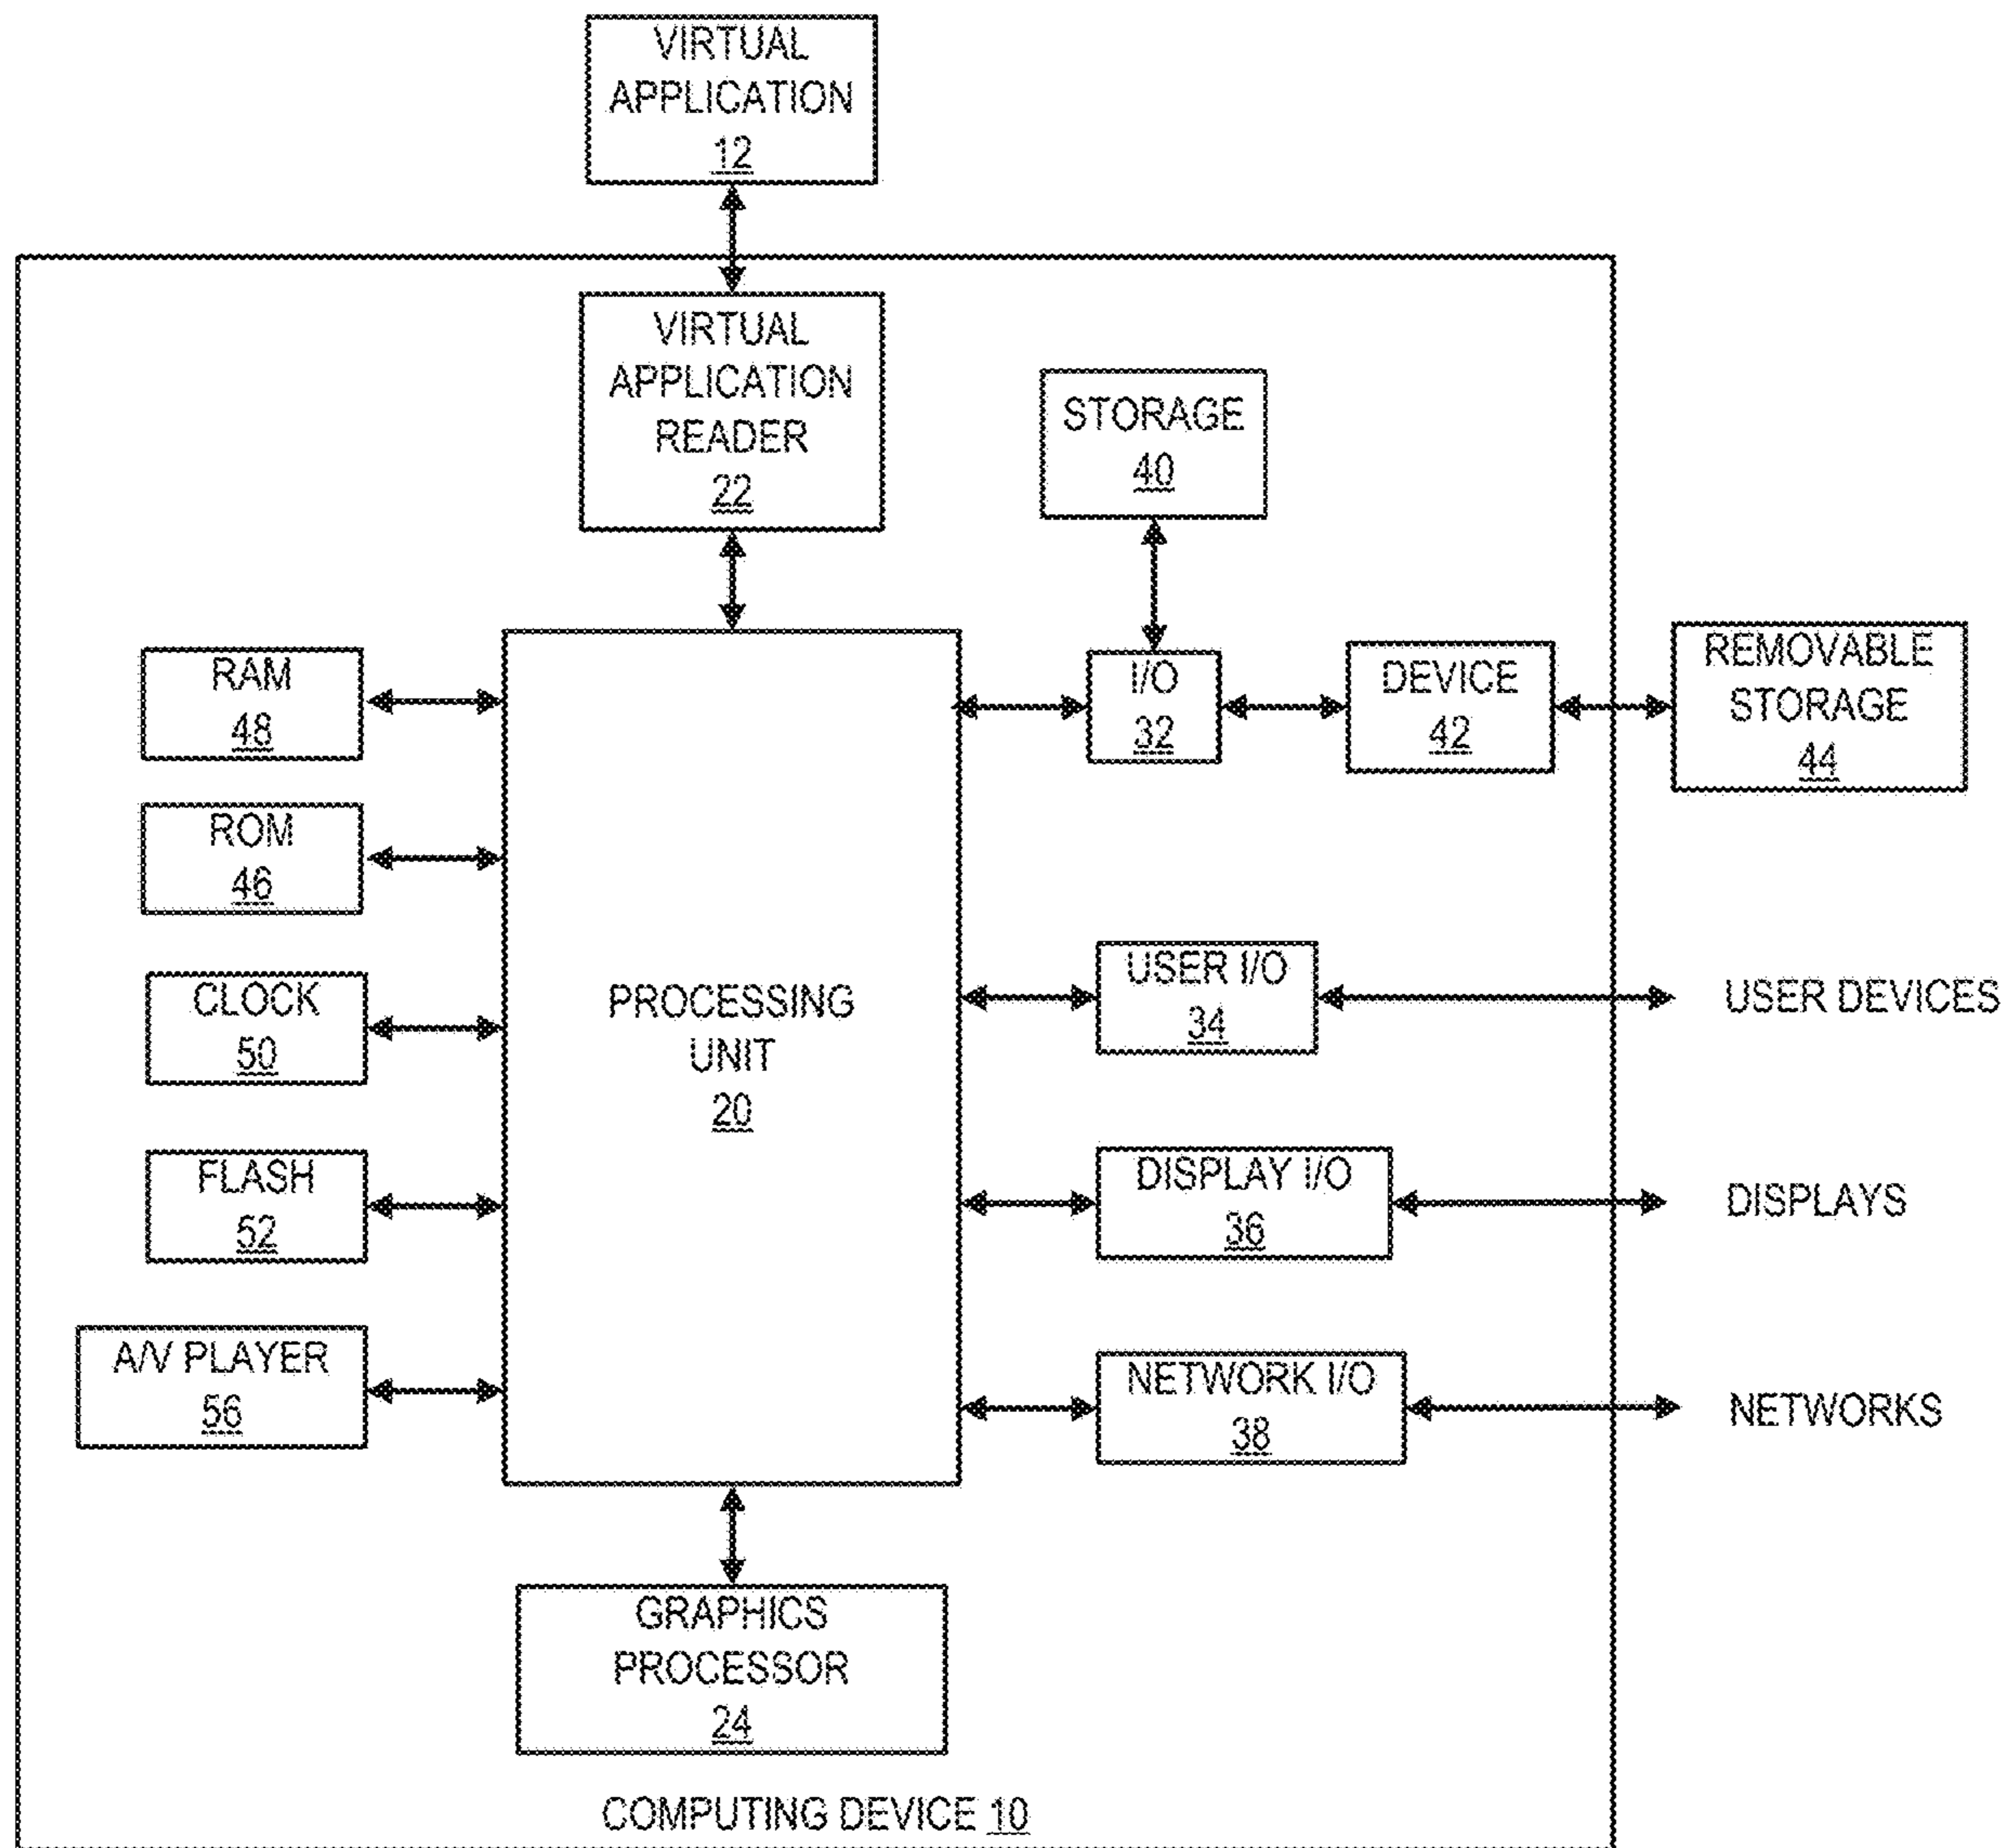 VIRTUAL
APPLICATION
12
VIRTUAL
APPLICATION
READER
22
STORAGE
40
RAM
48
I/O
32
DEVICE
42
REMOVABLE
STORAGE
44
ROM
46
CLOCK
50
PROCESSING
UNIT
20
USER I/O
34
USER DEVICES
FLASH
52
DISPLAY I/O
36
DISPLAYS
A/V PLAYER
56
NETWORK I/O
38
NETWORKS
GRAPHICS
PROCESSOR
24
COMPUTING DEVICE 10